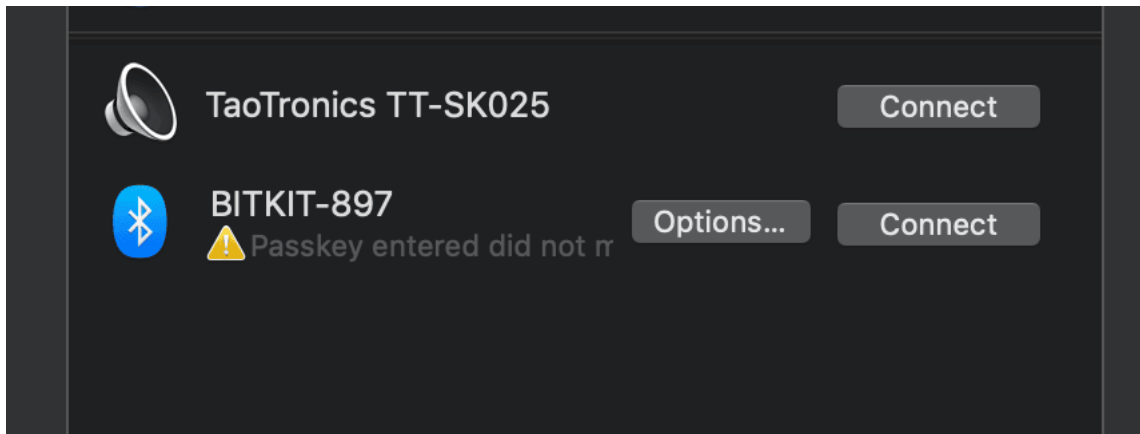 TaoTronics TT-SK025
Connect
BITKIT-897
Passkey entered did not
Options...
Connect